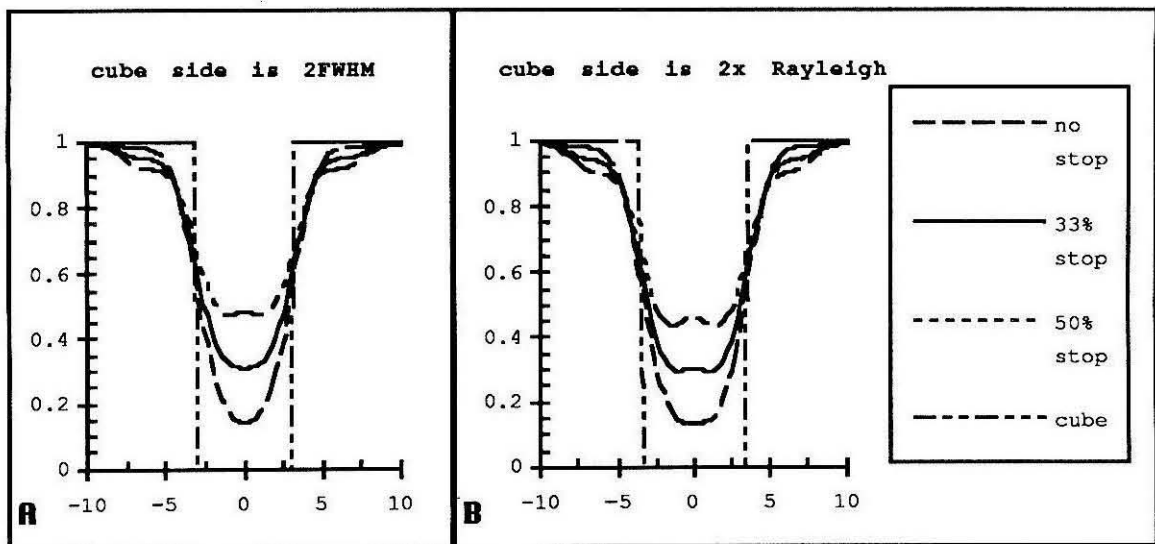 cube side is 2FWHM
1
0.8
0.6
0.4
0.2
0
-10 -5 0 5 10
A
cube side is 2x Rayleigh
1
0.8
0.6
0.4
0.2
0
-10 -5 0 5 10
B
no
stop
33%
stop
50%
stop
cube